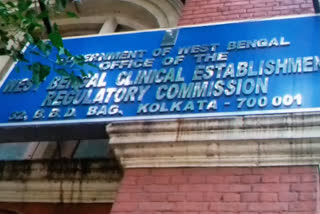 GOVERNMENT OF WEST BENGAL
OFFICE OF THE
WEST BENGAL CLINICAL ESTABLISHMENT
REGULATORY COMMISSION
32, B.B.D. BAG, KOLKATA - 700 001